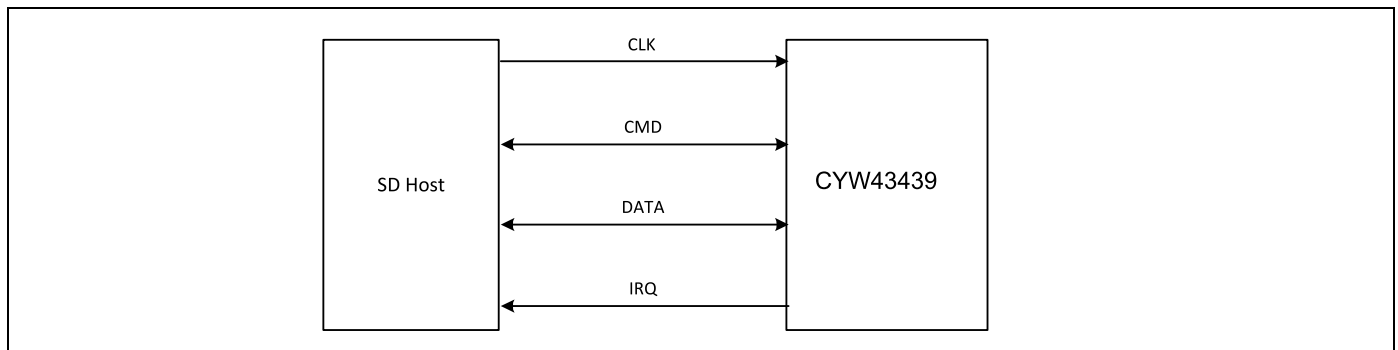 CLK
CMD
SD Host
CYW43439
DATA
IRQ